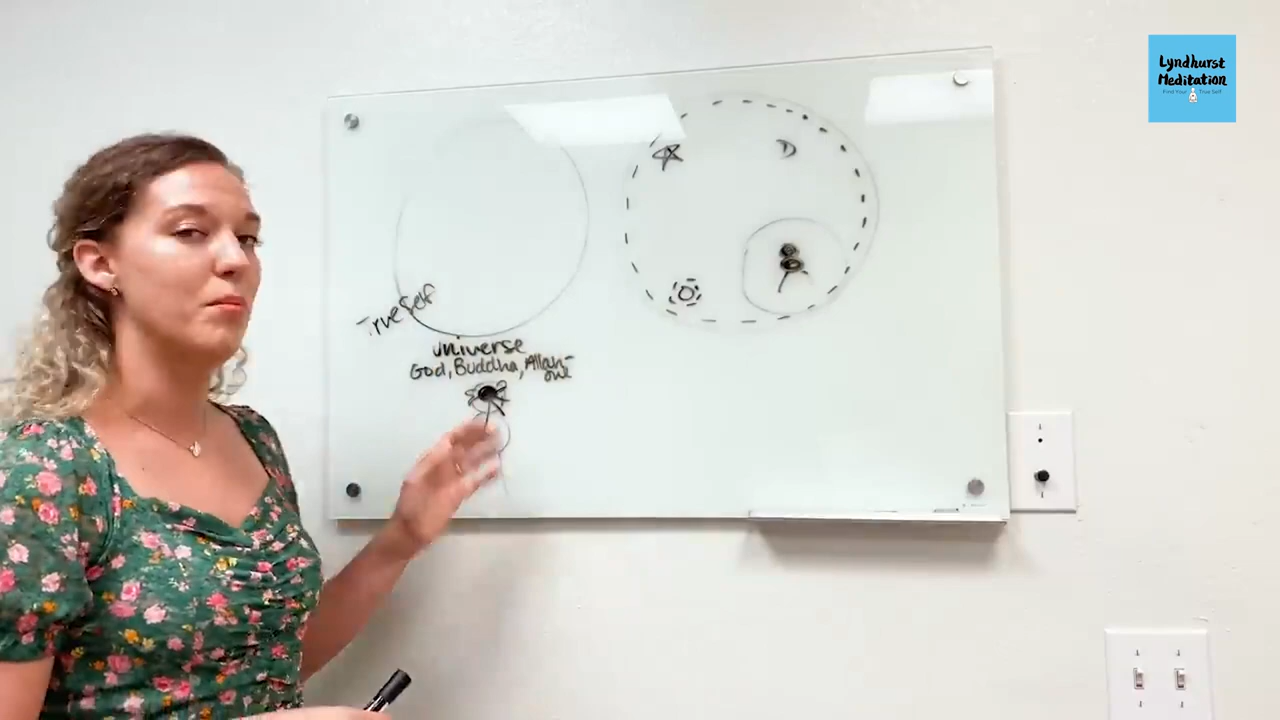 Lyndhurst
Meditation
Find Your True Self
True Self
universe
God, Buddha, Allah-
one